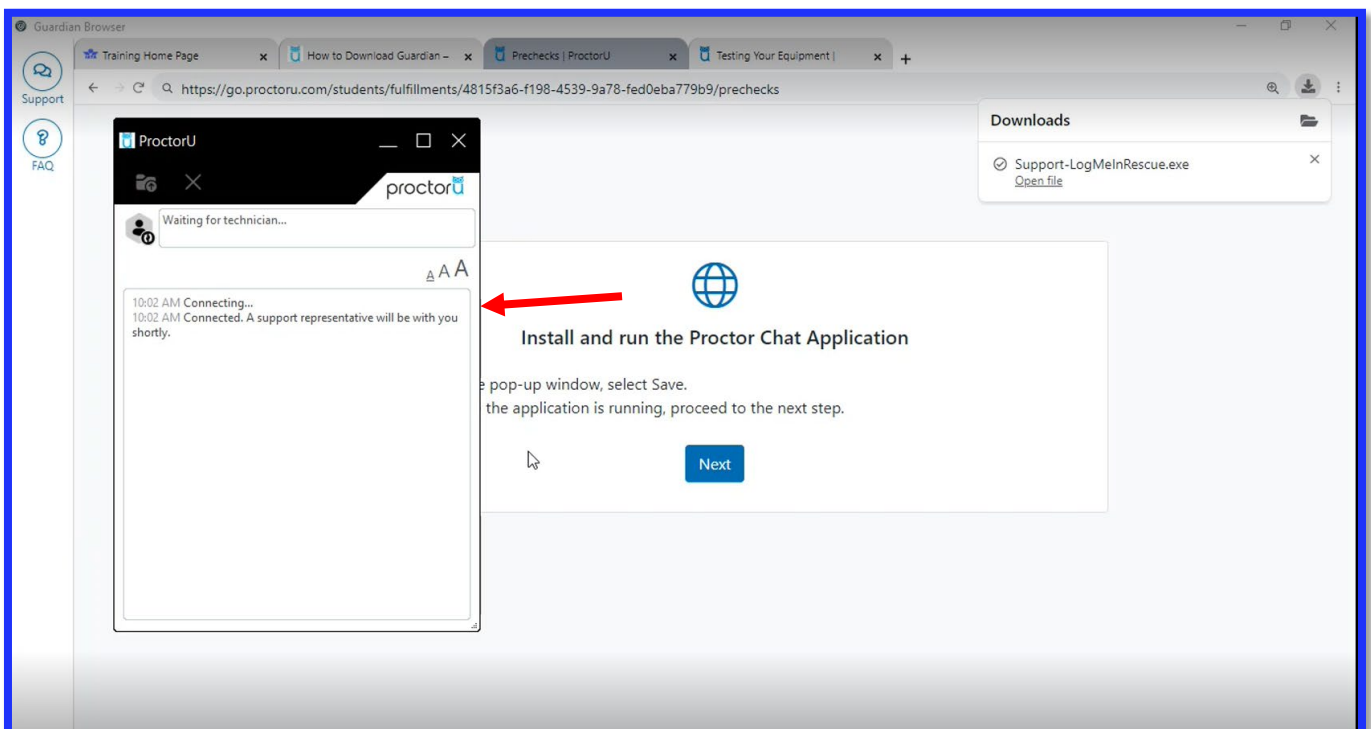 Guardian Browser
Training Home Page
How to Download Guardian –
Prechecks | ProctorU
Testing Your Equipment |
Support
FAQ
https://go.proctoru.com/students/fulfillments/4815f3a6-f198-4539-9a78-fed0eba779b9/prechecks
Downloads
Support-LogMeInRescue.exe
Open file
ProctorU
proctoru
Waiting for technician...
A A A
10:02 AM Connecting...
10:02 AM Connected. A support representative will be with you
shortly.
Install and run the Proctor Chat Application
pop-up window, select Save.
the application is running, proceed to the next step.
Next